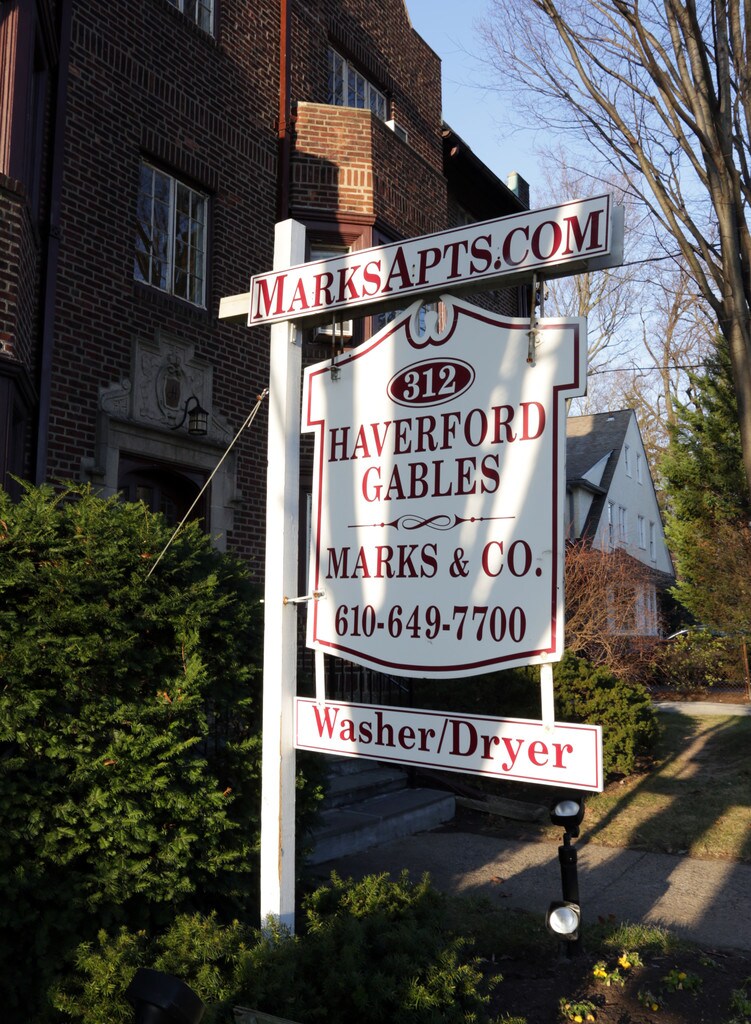 MARKSAPTS.COM
312
HAVERFORD
GABLES
MARKS & CO.
610-649-7700
Washer/Dryer